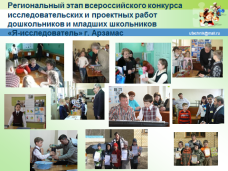 Региональный этап всероссийского конкурса
исследовательских и проектных работ
дошкольников и младших школьников
«Я-исследователь» г. Арзамас